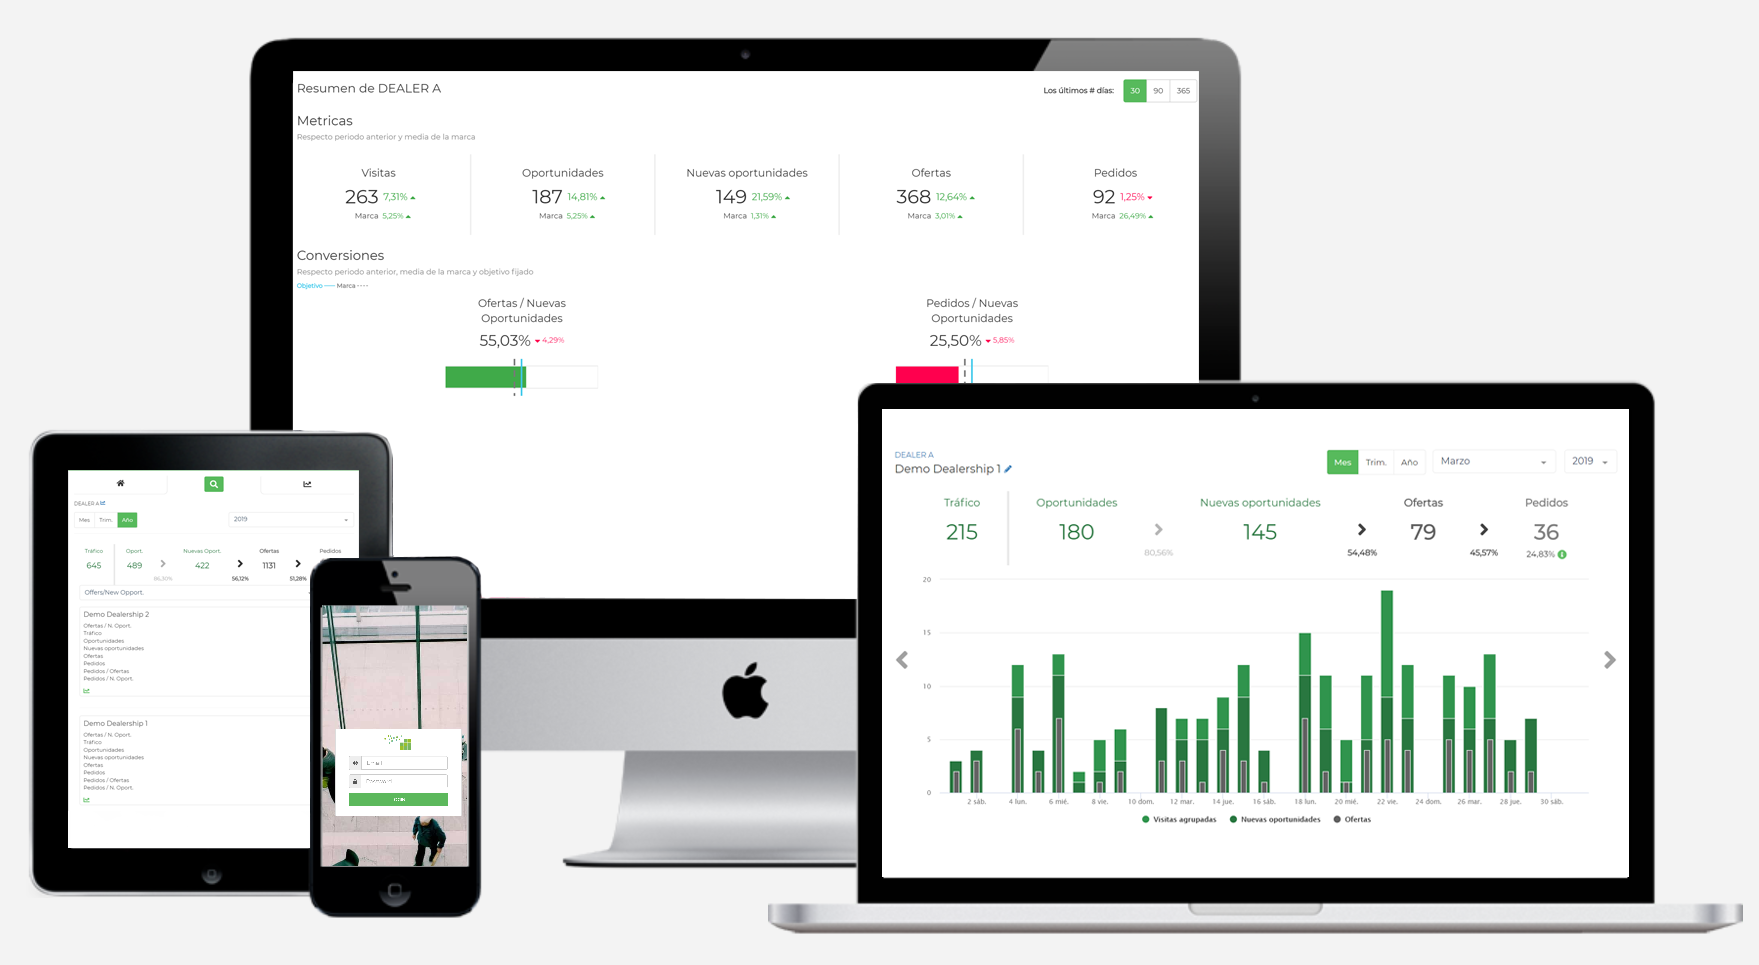 Resumen de DEALER A
Los últimos # días: 30 90 365
Metricas
Respecto periodo anterior y media de la marca
Visitas Oportunidades Nuevas oportunidades Ofertas Pedidos
263 7,31% 187 14,81% 149 21,59% 368 12,64% 92 1,25%
Marca 5,25% Marca 5,25% Marca 1,31% Marca 3,01% Marca 26,49%
Conversiones
Respecto periodo anterior, media de la marca y objetivo fijado
Objetivo ---- Marca ----
Ofertas / Nuevas Oportunidades
55,03% 4,29%
Pedidos / Nuevas Oportunidades
25,50% 5,85%
DEALER A
Mes Trim. Año 2019
Tráfico Oport. Nuevas Oport. Ofertas Pedidos
645 489 422 1131
86,30% 56,12% 51,28%
Offers/New Opport.
Demo Dealership 2
Ofertas / N. Oport.
Tráfico
Oportunidades
Nuevas oportunidades
Ofertas
Pedidos
Pedidos / Ofertas
Pedidos / N. Oport.
Demo Dealership 1
Ofertas / N. Oport.
Tráfico
Oportunidades
Nuevas oportunidades
Ofertas
Pedidos
Pedidos / Ofertas
Pedidos / N. Oport.
Email
Password
DEALER A
Demo Dealership 1
Mes Trim. Año Marzo 2019
Tráfico Oportunidades Nuevas oportunidades Ofertas Pedidos
215 180 145 79 36
80,56% 54,48% 45,57% 24,83%
20
15
10
5
0
2 sáb. 4 lun. 6 mié. 8 vie. 10 dom. 12 mar. 14 jue. 16 sáb. 18 lun. 20 mié. 22 vie. 24 dom. 26 mar. 28 jue. 30 sáb.
Visitas agrupadas Nuevas oportunidades Ofertas